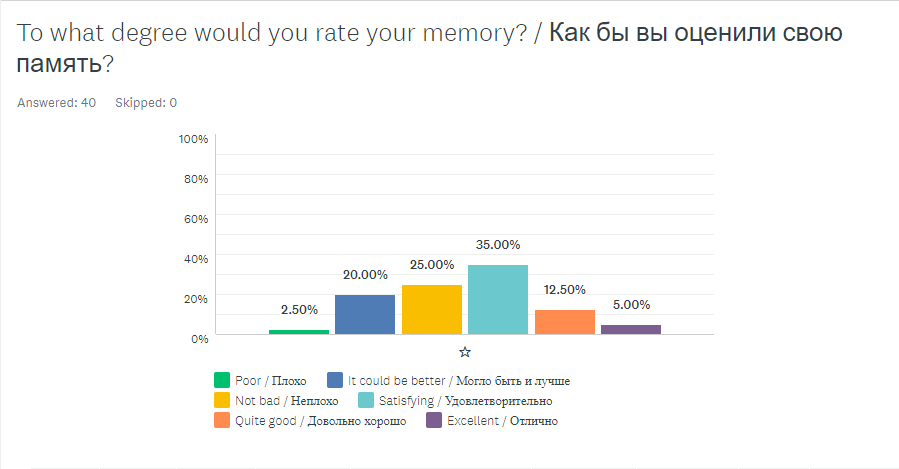 To what degree would you rate your memory? / Как бы вы оценили свою
память?
Answered: 40 Skipped: 0
100%
80%
60%
40%
20%
0%
2.50%
20.00%
25.00%
35.00%
12.50%
5.00%
Poor / Плохо It could be better / Могло быть и лучше
Not bad / Неплохо Satisfying / Удовлетворительно
Quite good / Довольно хорошо Excellent / Отлично